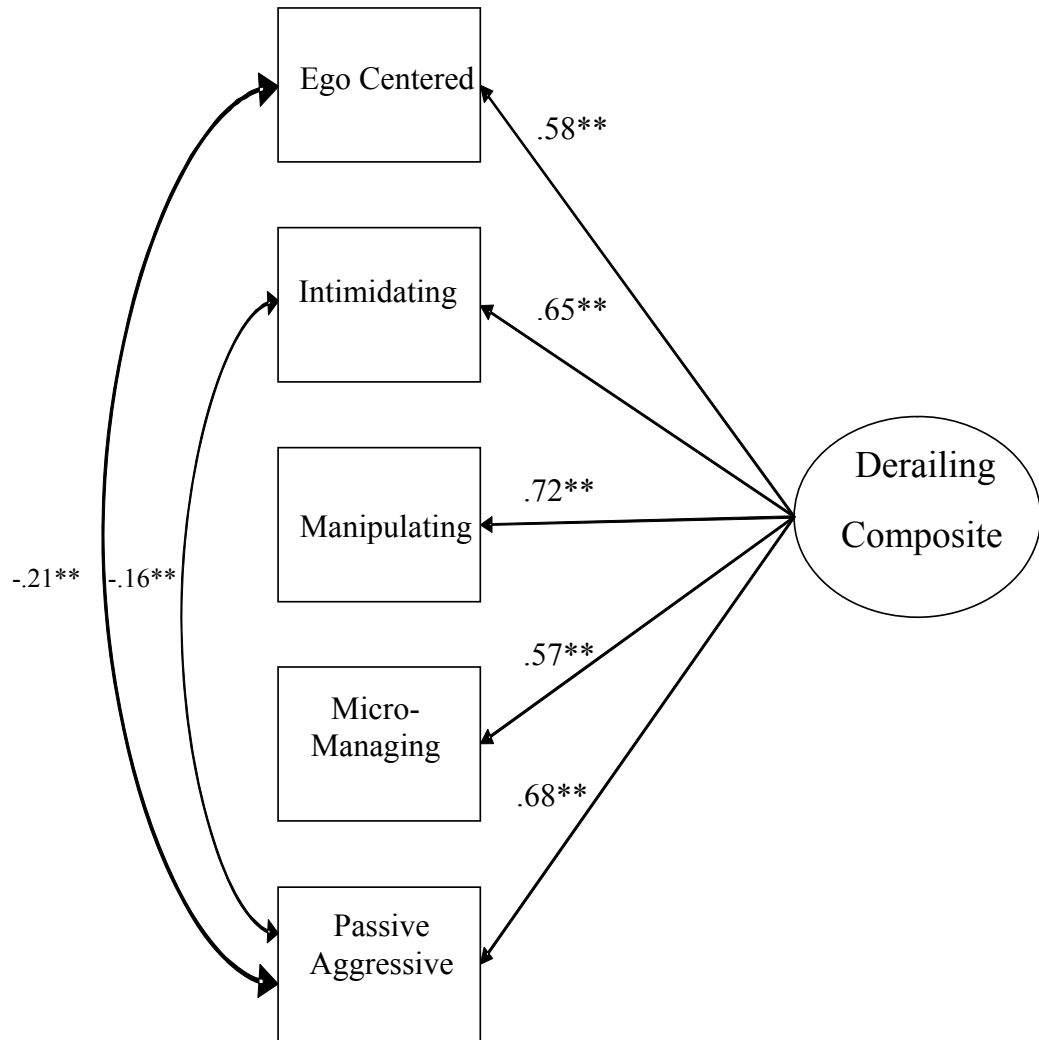 Ego Centered
.58**
Intimidating
.65**
Manipulating
.72**
Derailing
Composite
-.21**
-.16**
Micro-
Managing
.57**
.68**
Passive
Aggressive